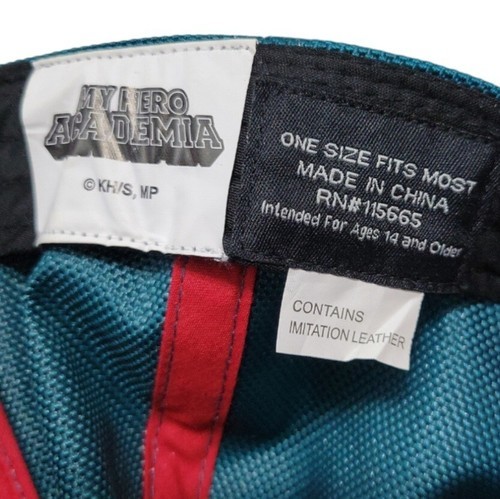 MY HERO
ACADEMIA
© KH/S, MP
ONE SIZE FITS MOST
MADE IN CHINA
RN#115665
Intended For Ages 14 and Older
CONTAINS
IMITATION LEATHER